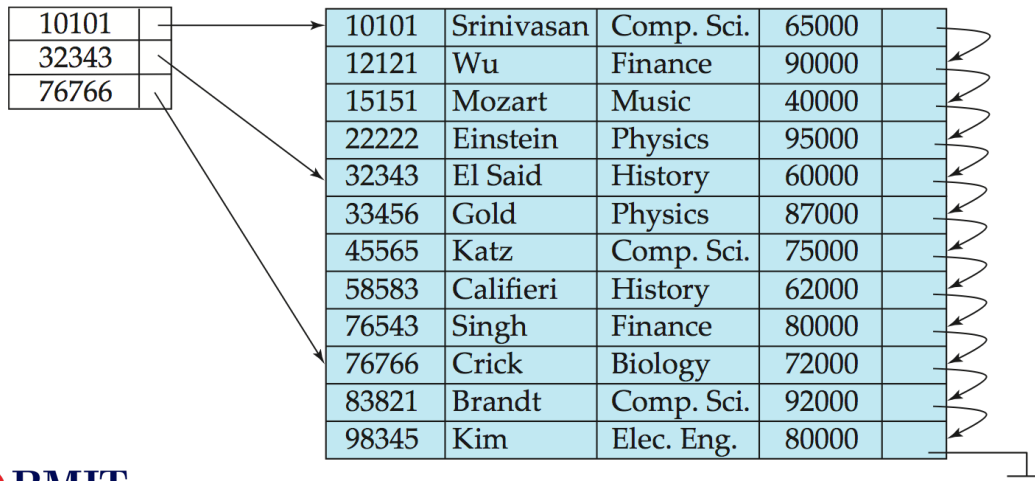 10101
32343
76766
10101 Srinivasan Comp. Sci. 65000
12121 Wu Finance 90000
15151 Mozart Music 40000
22222 Einstein Physics 95000
32343 El Said History 60000
33456 Gold Physics 87000
45565 Katz Comp. Sci. 75000
58583 Califieri History 62000
76543 Singh Finance 80000
76766 Crick Biology 72000
83821 Brandt Comp. Sci. 92000
98345 Kim Elec. Eng. 80000
RMIT